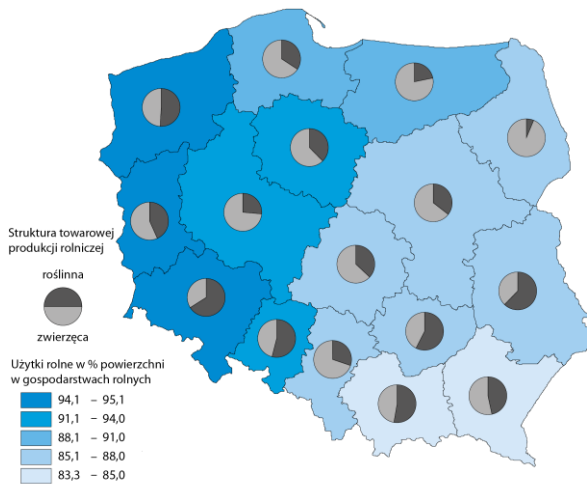 Struktura towarowej
produkcji rolniczej
roślinna
zwierzęca
Użytki rolne w % powierzchni
w gospodarstwach rolnych
94,1 – 95,1
91,1 – 94,0
88,1 – 91,0
85,1 – 88,0
83,3 – 85,0